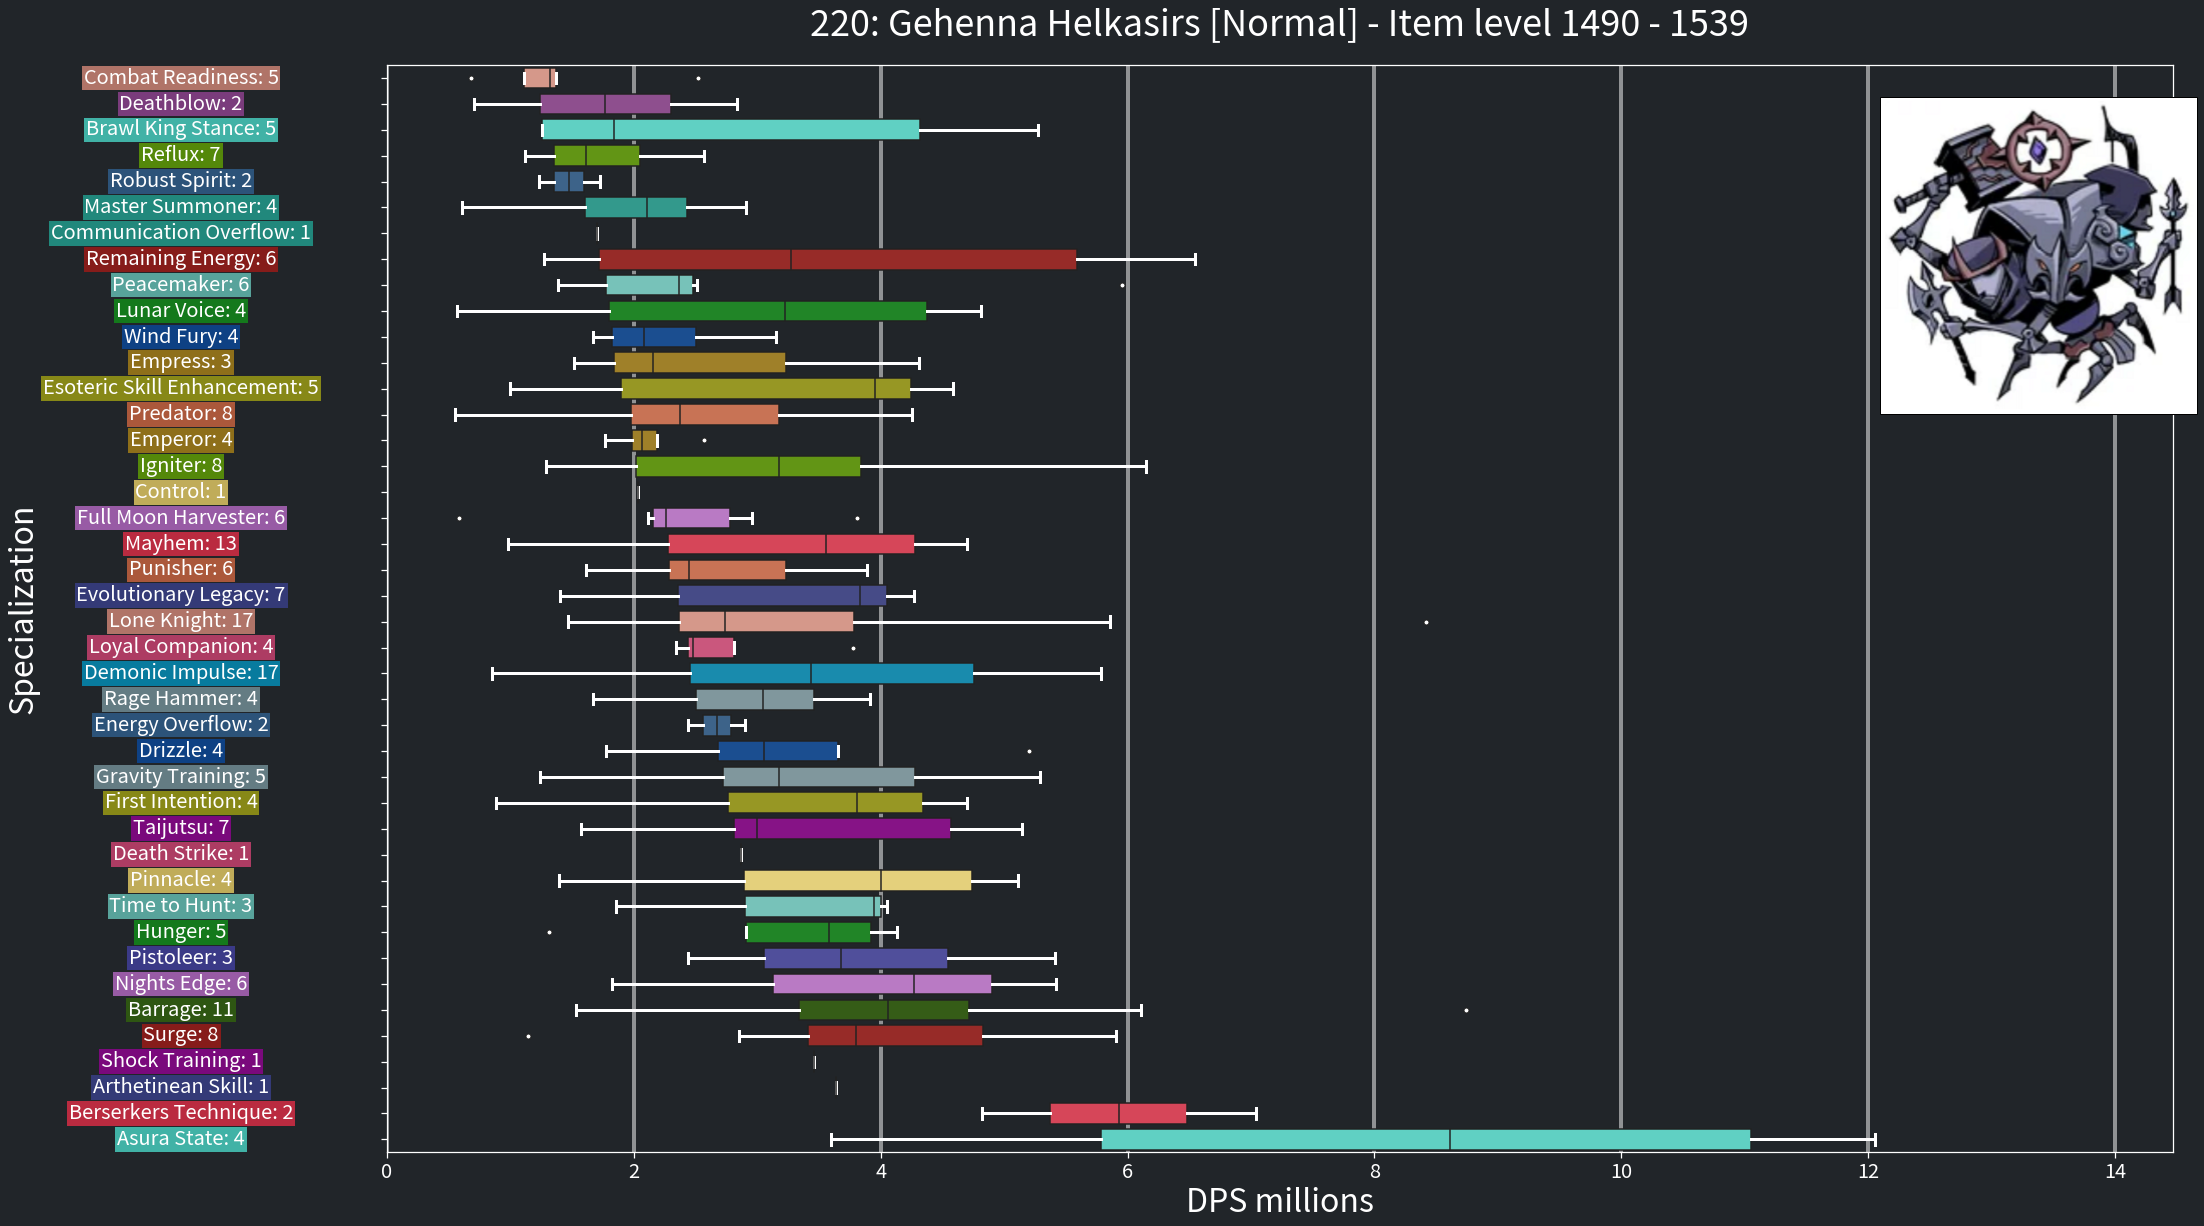 220: Gehenna Helkasirs [Normal] - Item level 1490 - 1539
Combat Readiness: 5
Deathblow: 2
Brawl King Stance: 5
Reflux: 7
Robust Spirit: 2
Master Summoner: 4
Communication Overflow: 1
Remaining Energy: 6
Peacemaker: 6
Lunar Voice: 4
Wind Fury: 4
Empress: 3
Esoteric Skill Enhancement: 5
Predator: 8
Emperor: 4
Igniter: 8
Control: 1
Full Moon Harvester: 6
Mayhem: 13
Punisher: 6
Evolutionary Legacy: 7
Lone Knight: 17
Loyal Companion: 4
Demonic Impulse: 17
Rage Hammer: 4
Energy Overflow: 2
Drizzle: 4
Gravity Training: 5
First Intention: 4
Taijutsu: 7
Death Strike: 1
Pinnacle: 4
Time to Hunt: 3
Hunger: 5
Pistoleer: 3
Nights Edge: 6
Barrage: 11
Surge: 8
Shock Training: 1
Arthetinean Skill: 1
Berserkers Technique: 2
Asura State: 4
Specialization
0 2 4 6 8 10 12 14
DPS millions